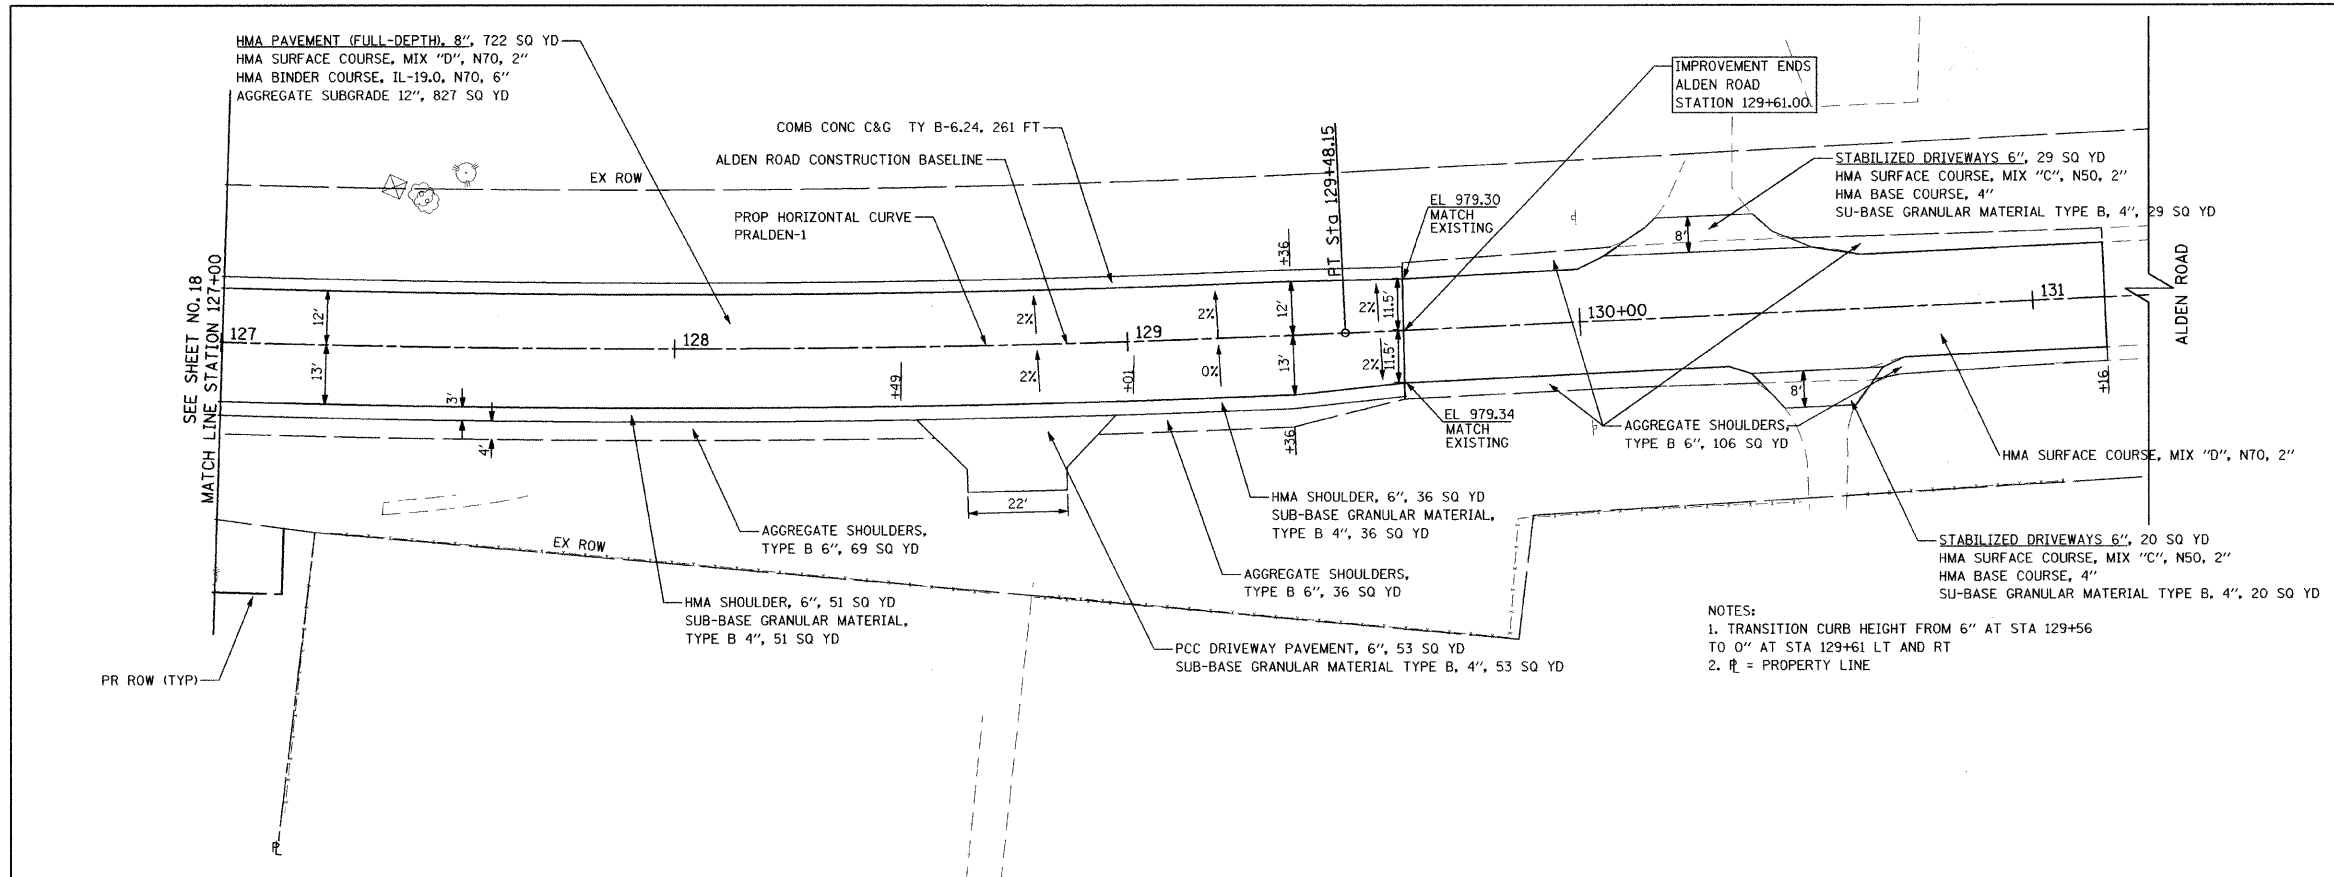 HMA PAVEMENT (FULL-DEPTH), 8", 722 SQ YD
HMA SURFACE COURSE, MIX "D", N70, 2"
HMA BINDER COURSE, IL-19.0, N70, 6"
AGGREGATE SUBGRADE 12", 827 SQ YD
COMB CONC C&G TY B-6.24, 261 FT
ALDEN ROAD CONSTRUCTION BASELINE
EX ROW
PROP HORIZONTAL CURVE
PRALDEN-1
IMPROVEMENT ENDS
ALDEN ROAD
STATION 129+61.00
PT Sta 129+48.15
EL 979.30
MATCH
EXISTING
STABILIZED DRIVEWAYS 6", 29 SQ YD
HMA SURFACE COURSE, MIX "C", N50, 2"
HMA BASE COURSE, 4"
SU-BASE GRANULAR MATERIAL TYPE B, 4", 29 SQ YD
8'
+36
SEE SHEET NO. 18
MATCH LINE STATION 127+00
127
128
129
130+00
131
ALDEN ROAD
12'
13'
2%
2%
2%
0%
12'
13'
2%
2%
11.5'
11.5'
+49
+01
+36
+16
3'
4'
8'
22'
EL 979.34
MATCH
EXISTING
AGGREGATE SHOULDERS,
TYPE B 6", 106 SQ YD
HMA SURFACE COURSE, MIX "D", N70, 2"
HMA SHOULDER, 6", 36 SQ YD
SUB-BASE GRANULAR MATERIAL,
TYPE B 4", 36 SQ YD
AGGREGATE SHOULDERS,
TYPE B 6", 69 SQ YD
EX ROW
AGGREGATE SHOULDERS,
TYPE B 6", 36 SQ YD
STABILIZED DRIVEWAYS 6", 20 SQ YD
HMA SURFACE COURSE, MIX "C", N50, 2"
HMA BASE COURSE, 4"
SU-BASE GRANULAR MATERIAL TYPE B, 4", 20 SQ YD
HMA SHOULDER, 6", 51 SQ YD
SUB-BASE GRANULAR MATERIAL,
TYPE B 4", 51 SQ YD
PCC DRIVEWAY PAVEMENT, 6", 53 SQ YD
SUB-BASE GRANULAR MATERIAL TYPE B, 4", 53 SQ YD
PR ROW (TYP)
NOTES:
1. TRANSITION CURB HEIGHT FROM 6" AT STA 129+56
TO 0" AT STA 129+61 LT AND RT
2. ⅊ = PROPERTY LINE
⅊